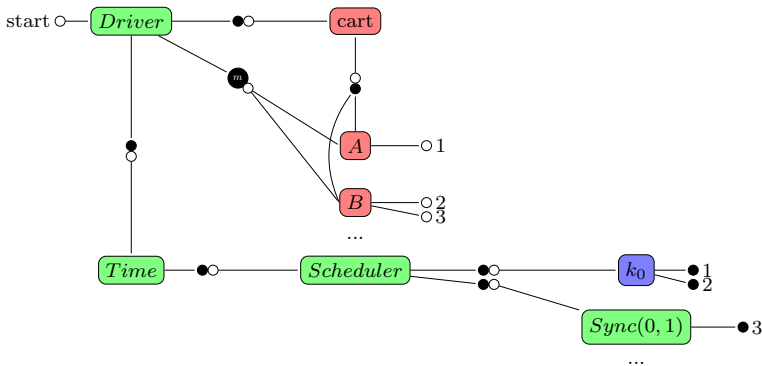 start Driver cart
m
A 1
B 2
3
...
Time Scheduler k₀ 1
2
Sync(0, 1) 3
...